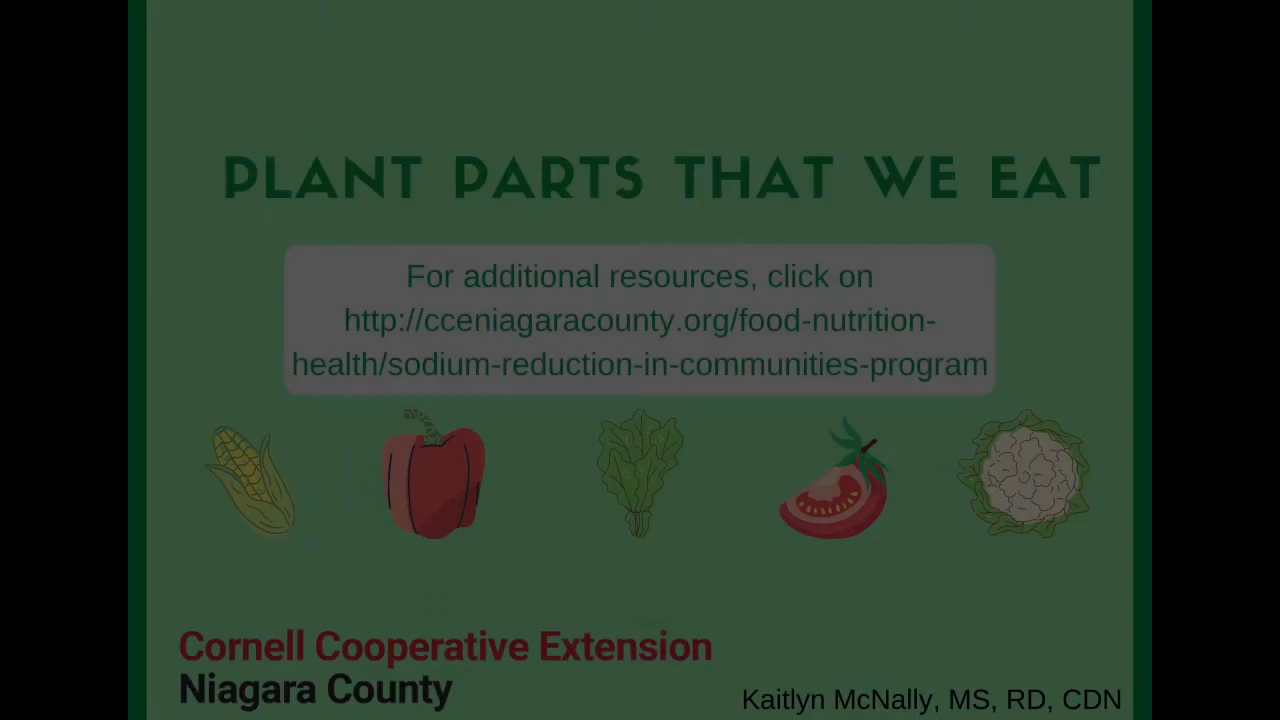 PLANT PARTS THAT WE EAT
For additional resources, click on
http://cceniagaracounty.org/food-nutrition-
health/sodium-reduction-in-communities-program
Cornell Cooperative Extension
Niagara County
Kaitlyn McNally, MS, RD, CDN